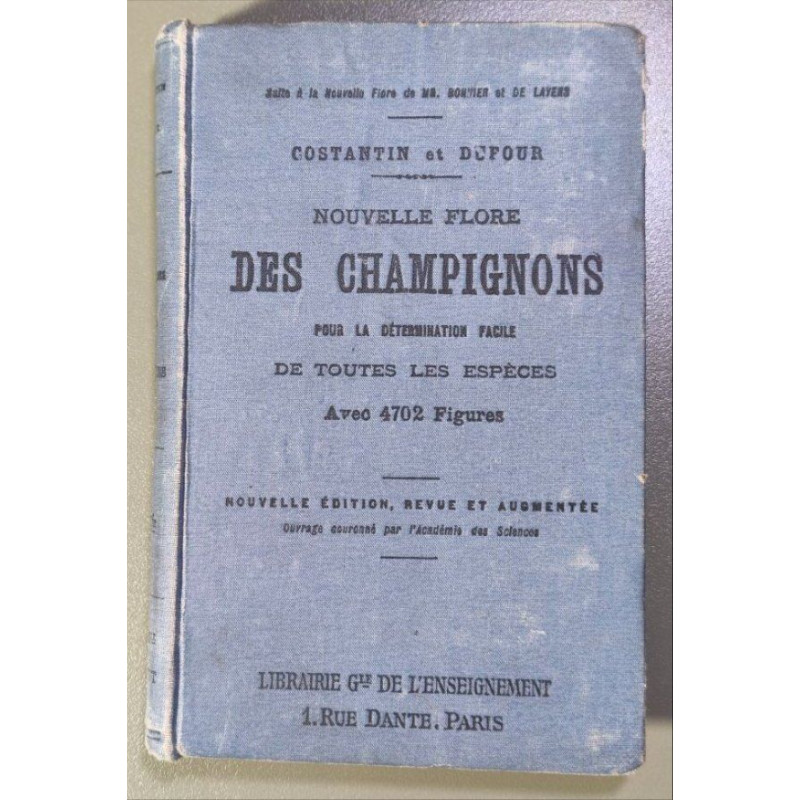 Suite à la Nouvelle Flore de MM. BONNIER et DE LAYENS
COSTANTIN et DUFOUR
NOUVELLE FLORE
DES CHAMPIGNONS
POUR LA DÉTERMINATION FACILE
DE TOUTES LES ESPÈCES
Avec 4702 Figures
NOUVELLE ÉDITION, REVUE ET AUGMENTÉE
Ouvrage couronné par l'Académie des Sciences
LIBRAIRIE GLE DE L'ENSEIGNEMENT
1, RUE DANTE, PARIS